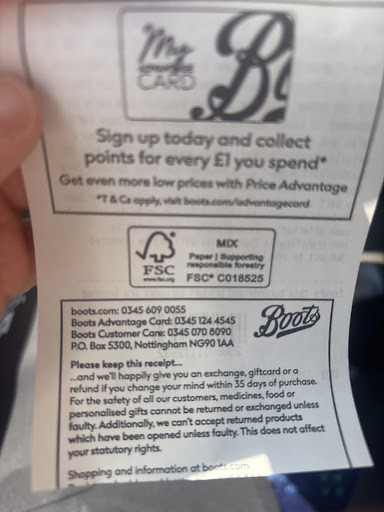 My
CARD
B
Sign up today and collect
points for every £1 you spend*
Get even more low prices with Price Advantage
*T & Cs apply, visit boots.com/advantagecard
FSC
www.fsc.org
MIX
Paper | Supporting
responsible forestry
FSC® C018525
boots.com: 0345 609 0055
Boots Advantage Card: 0345 124 4545
Boots Customer Care: 0345 070 8090
P.O. Box 5300, Nottingham NG90 1AA
Boots
Please keep this receipt...
...and we'll happily give you an exchange, giftcard or a
refund if you change your mind within 35 days of purchase.
For the safety of all our customers, medicines, food or
personalised gifts cannot be returned or exchanged unless
faulty. Additionally, we can't accept returned products
which have been opened unless faulty. This does not affect
your statutory rights.
Shopping and information at boots.com